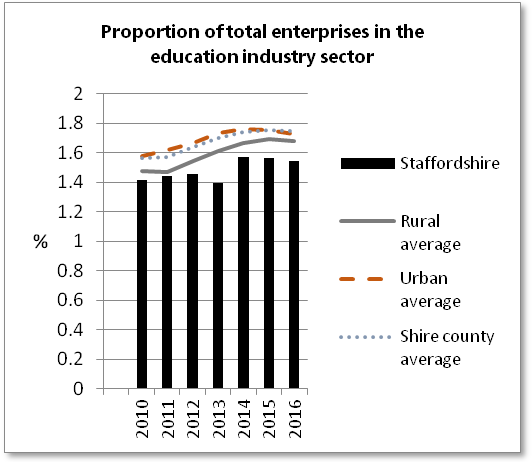 Proportion of total enterprises in the
education industry sector
2
1.8
1.6
1.4
1.2
1
0.8
0.6
0.4
0.2
0
%
2010
2011
2012
2013
2014
2015
2016
Staffordshire
Rural
average
Urban
average
Shire county
average